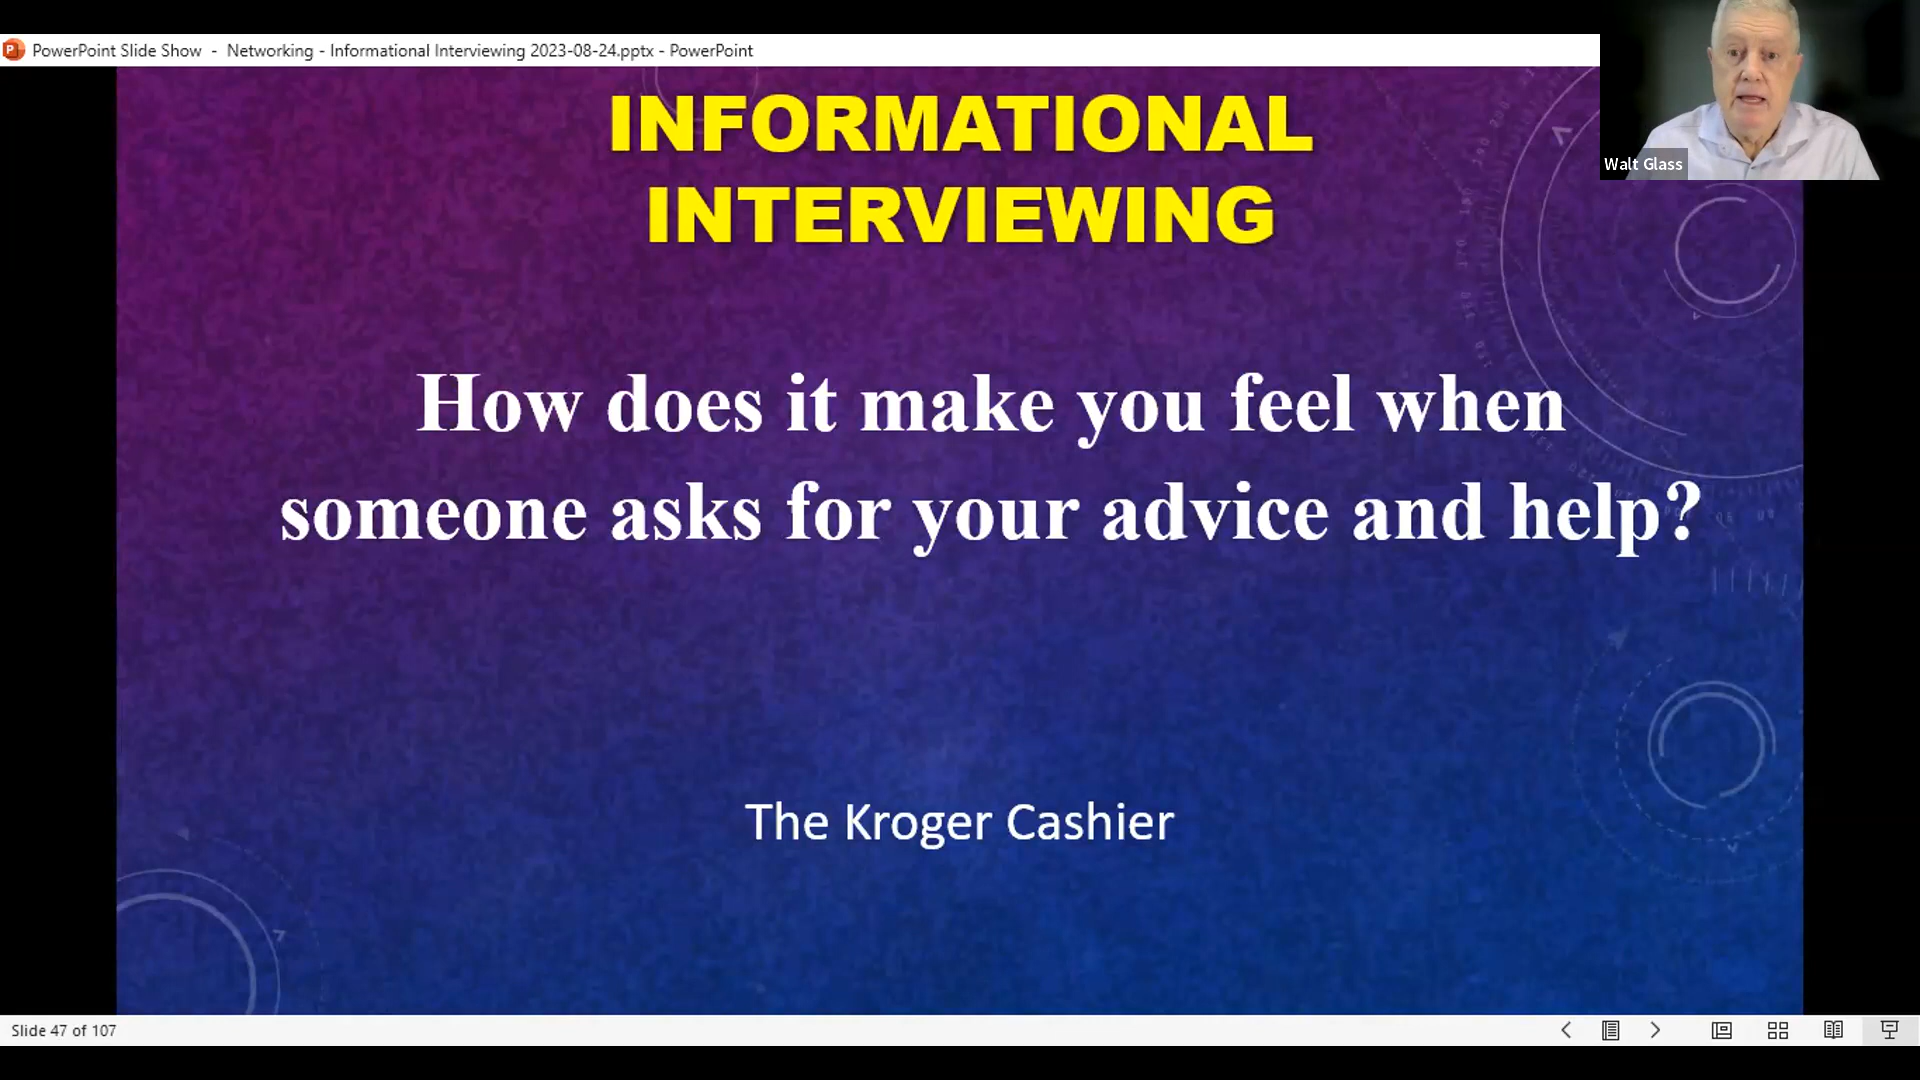 PowerPoint Slide Show - Networking - Informational Interviewing 2023-08-24.pptx - PowerPoint
Walt Glass
INFORMATIONAL
INTERVIEWING
How does it make you feel when
someone asks for your advice and help?
The Kroger Cashier
Slide 47 of 107